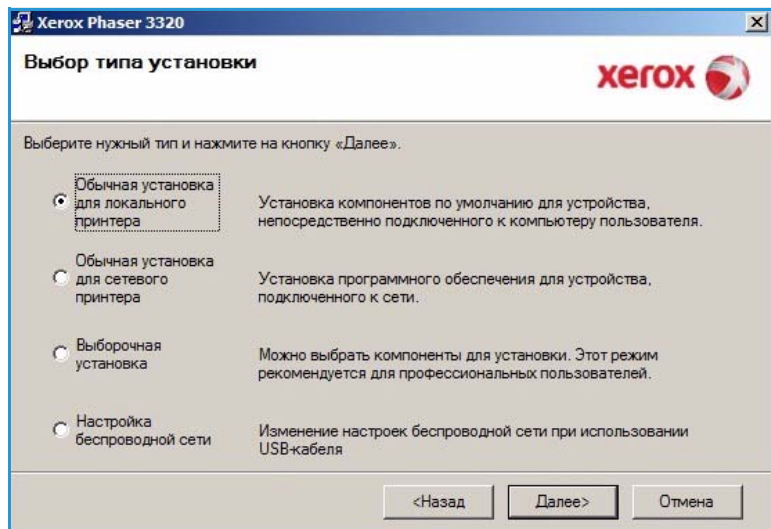 Xerox Phaser 3320
Выбор типа установки
xerox
Выберите нужный тип и нажмите на кнопку «Далее».
Обычная установка
для локального
принтера
Установка компонентов по умолчанию для устройства,
непосредственно подключенного к компьютеру пользователя.
Обычная установка
для сетевого
принтера
Установка программного обеспечения для устройства,
подключенного к сети.
Выборочная
установка
Можно выбрать компоненты для установки. Этот режим
рекомендуется для профессиональных пользователей.
Настройка
беспроводной сети
Изменение настроек беспроводной сети при использовании
USB-кабеля
<Назад
Далее>
Отмена